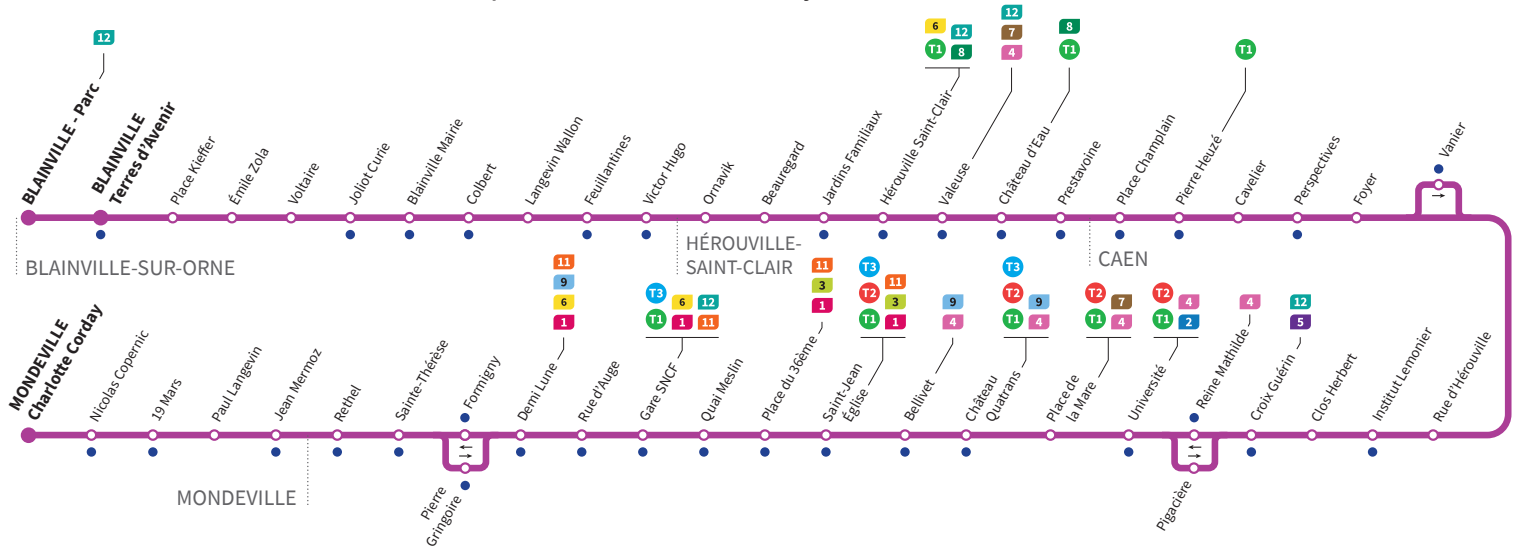 12
BLAINVILLE - Parc
BLAINVILLE
Terres d'Avenir
Place Kieffer
Émile Zola
Voltaire
Joliot Curie
Blainville Mairie
Colbert
Langevin Wallon
Feuillantines
Victor Hugo
Ornavik
Beauregard
Jardins Familiaux
6
12
T1
8
Hérouville Saint-Clair
12
7
4
Valeuse
8
T1
Château d'Eau
Prestavoine
Place Champlain
T1
Pierre Heuzé
Cavelier
Perspectives
Foyer
Vanier
→
BLAINVILLE-SUR-ORNE
HÉROUVILLE-
SAINT-CLAIR
CAEN
MONDEVILLE
Charlotte Corday
Nicolas Copernic
19 Mars
Paul Langevin
Jean Mermoz
Rethel
Sainte-Thérèse
Formigny
←
→
Pierre
Gringoire
11
9
6
1
Demi Lune
Rue d'Auge
T3
6
12
T1
1
11
Gare SNCF
Quai Meslin
11
3
1
Place du 36ème
T3
T2
11
3
T1
1
Saint-Jean
Église
9
4
Bellivet
T3
T2
9
T1
4
Château
Quatrans
T2
7
T1
4
Place de
la Mare
T2
4
T1
2
Université
4
Reine Mathilde
←
→
Pigacière
12
5
Croix Guérin
Clos Herbert
Institut Lemonier
Rue d'Hérouville
MONDEVILLE